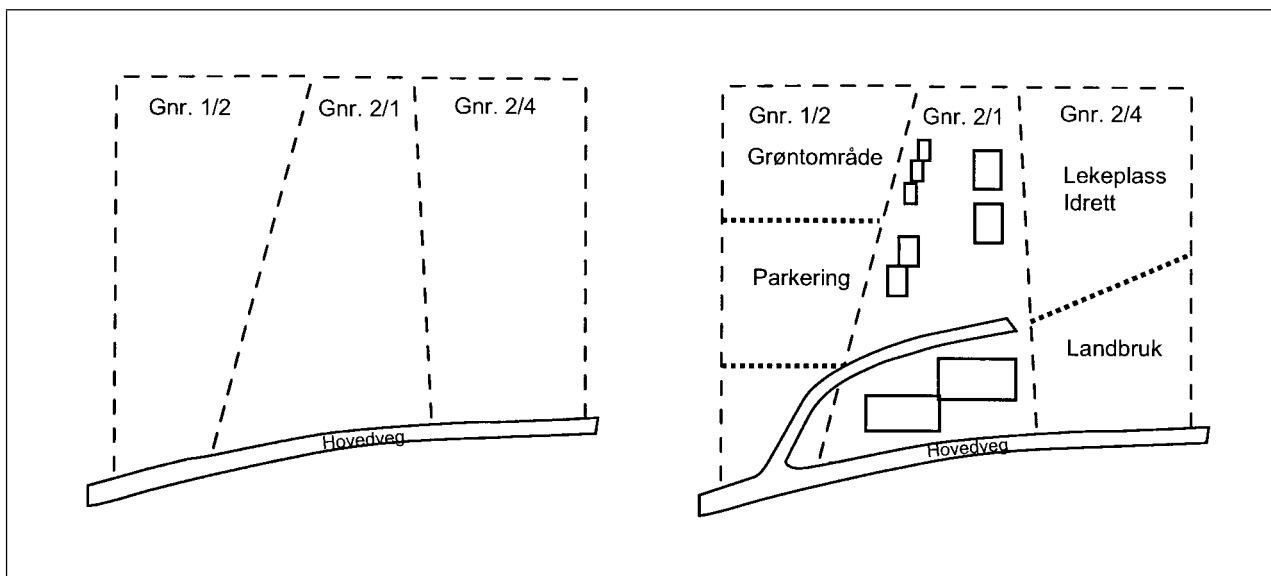 Gnr. 1/2
Gnr. 2/1
Gnr. 2/4
Hovedveg
Gnr. 1/2
Gnr. 2/1
Gnr. 2/4
Grøntområde
Lekeplass
Idrett
Parkering
Landbruk
Hovedveg